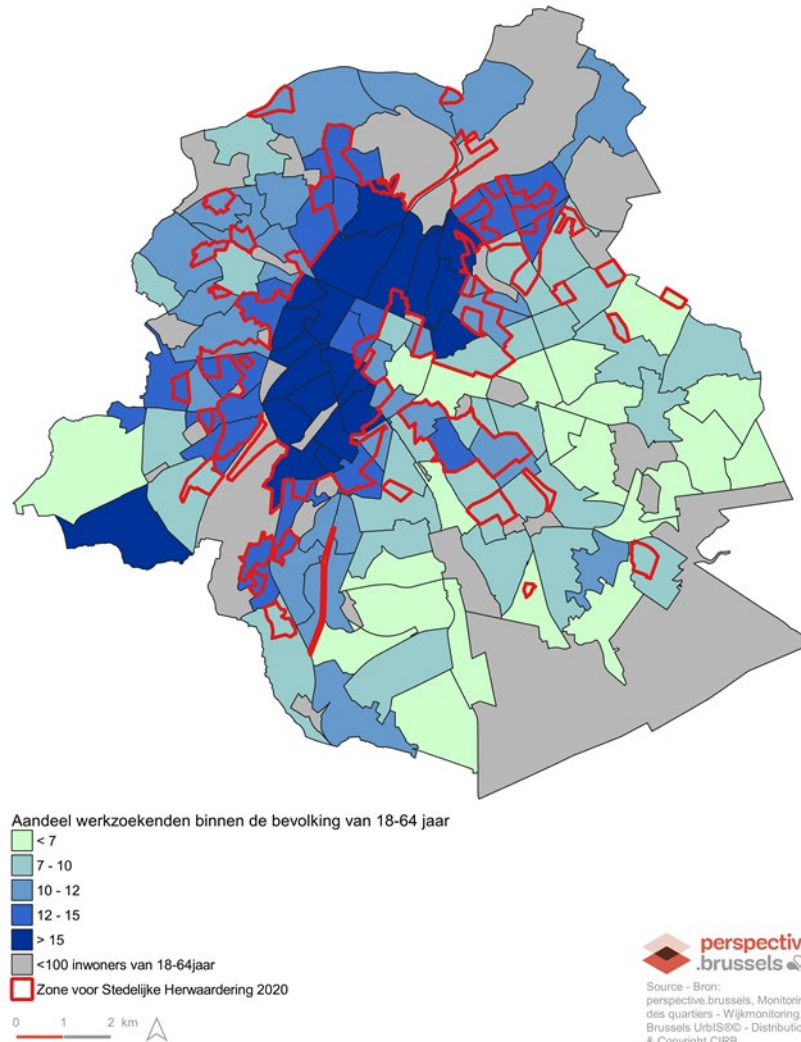 Aandeel werkzoekenden binnen de bevolking van 18-64 jaar
< 7
7 - 10
10 - 12
12 - 15
> 15
<100 inwoners van 18-64jaar
Zone voor Stedelijke Herwaardering 2020
0 1 2 km
perspectiv
.brussels
Source - Bron:
perspective.brussels, Monitorin
des quartiers - Wijkmonitoring,
Brussels UrbIS®© - Distributio
& Copyright CIRB